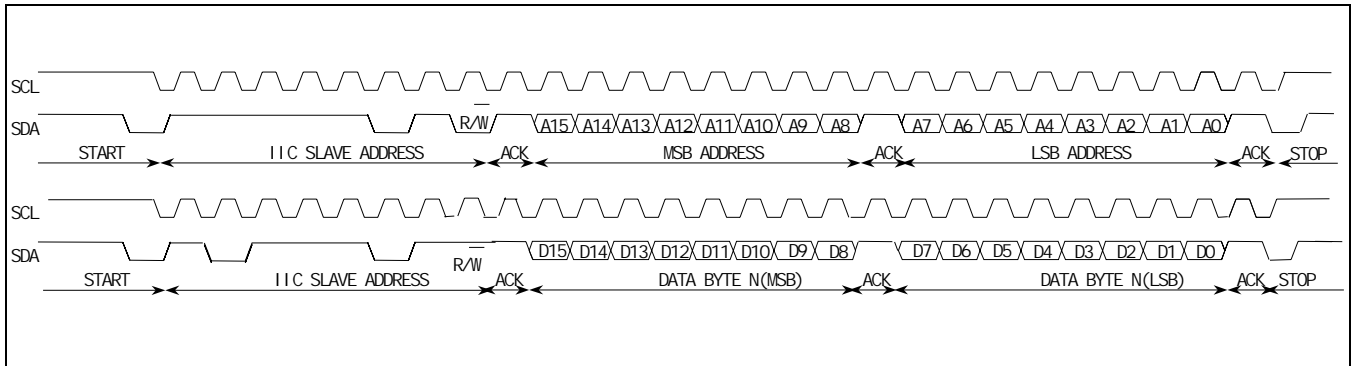 SCL
SDA R/W A15 A14 A13 A12 A11 A10 A9 A8 A7 A6 A5 A4 A3 A2 A1 A0
START IIC SLAVE ADDRESS ACK MSB ADDRESS ACK LSB ADDRESS ACK STOP
SCL
SDA R/W D15 D14 D13 D12 D11 D10 D9 D8 D7 D6 D5 D4 D3 D2 D1 D0
START IIC SLAVE ADDRESS ACK DATA BYTE N(MSB) ACK DATA BYTE N(LSB) ACK STOP